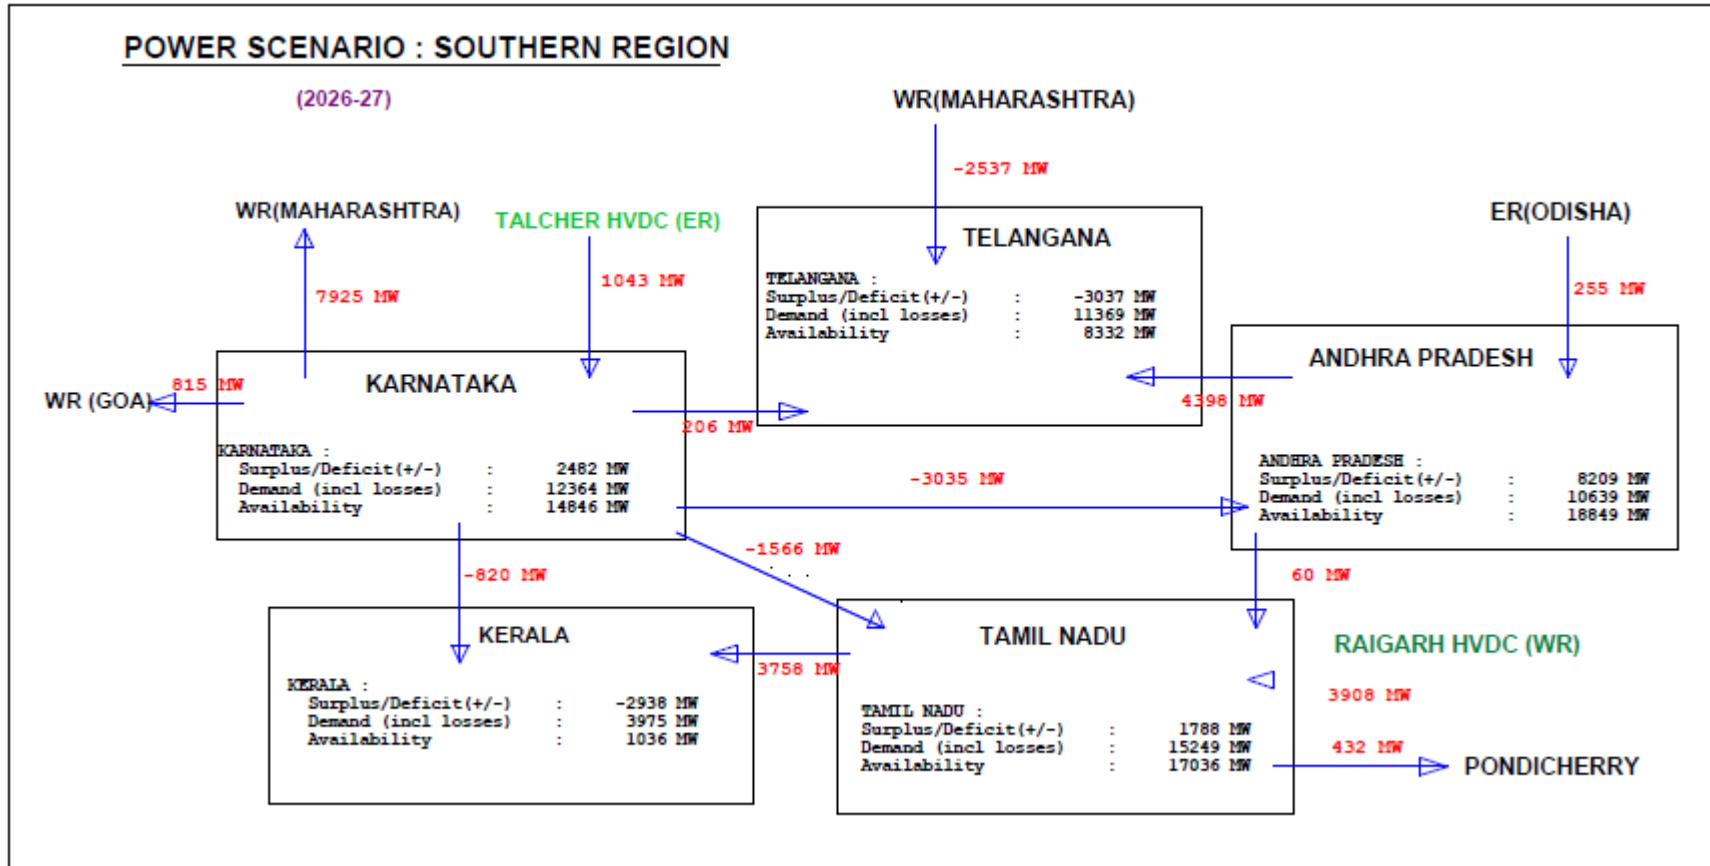 POWER SCENARIO : SOUTHERN REGION
(2026-27)
WR(MAHARASHTRA)
-2537 MW
WR(MAHARASHTRA)
TALCHER HVDC (ER)
ER(ODISHA)
7925 MW
1043 MW
255 MW
TELANGANA
TELANGANA :
Surplus/Deficit(+/-) : -3037 MW
Demand (incl losses) : 11369 MW
Availability : 8332 MW
WR (GOA)
815 MW
KARNATAKA
206 MW
4398 MW
ANDHRA PRADESH
KARNATAKA :
Surplus/Deficit(+/-) : 2482 MW
Demand (incl losses) : 12364 MW
Availability : 14846 MW
-3035 MW
ANDHRA PRADESH :
Surplus/Deficit(+/-) : 8209 MW
Demand (incl losses) : 10639 MW
Availability : 18849 MW
-820 MW
-1566 MW
60 MW
KERALA
3758 MW
TAMIL NADU
RAIGARH HVDC (WR)
3908 MW
KERALA :
Surplus/Deficit(+/-) : -2938 MW
Demand (incl losses) : 3975 MW
Availability : 1036 MW
TAMIL NADU :
Surplus/Deficit(+/-) : 1788 MW
Demand (incl losses) : 15249 MW
Availability : 17036 MW
432 MW
PONDICHERRY